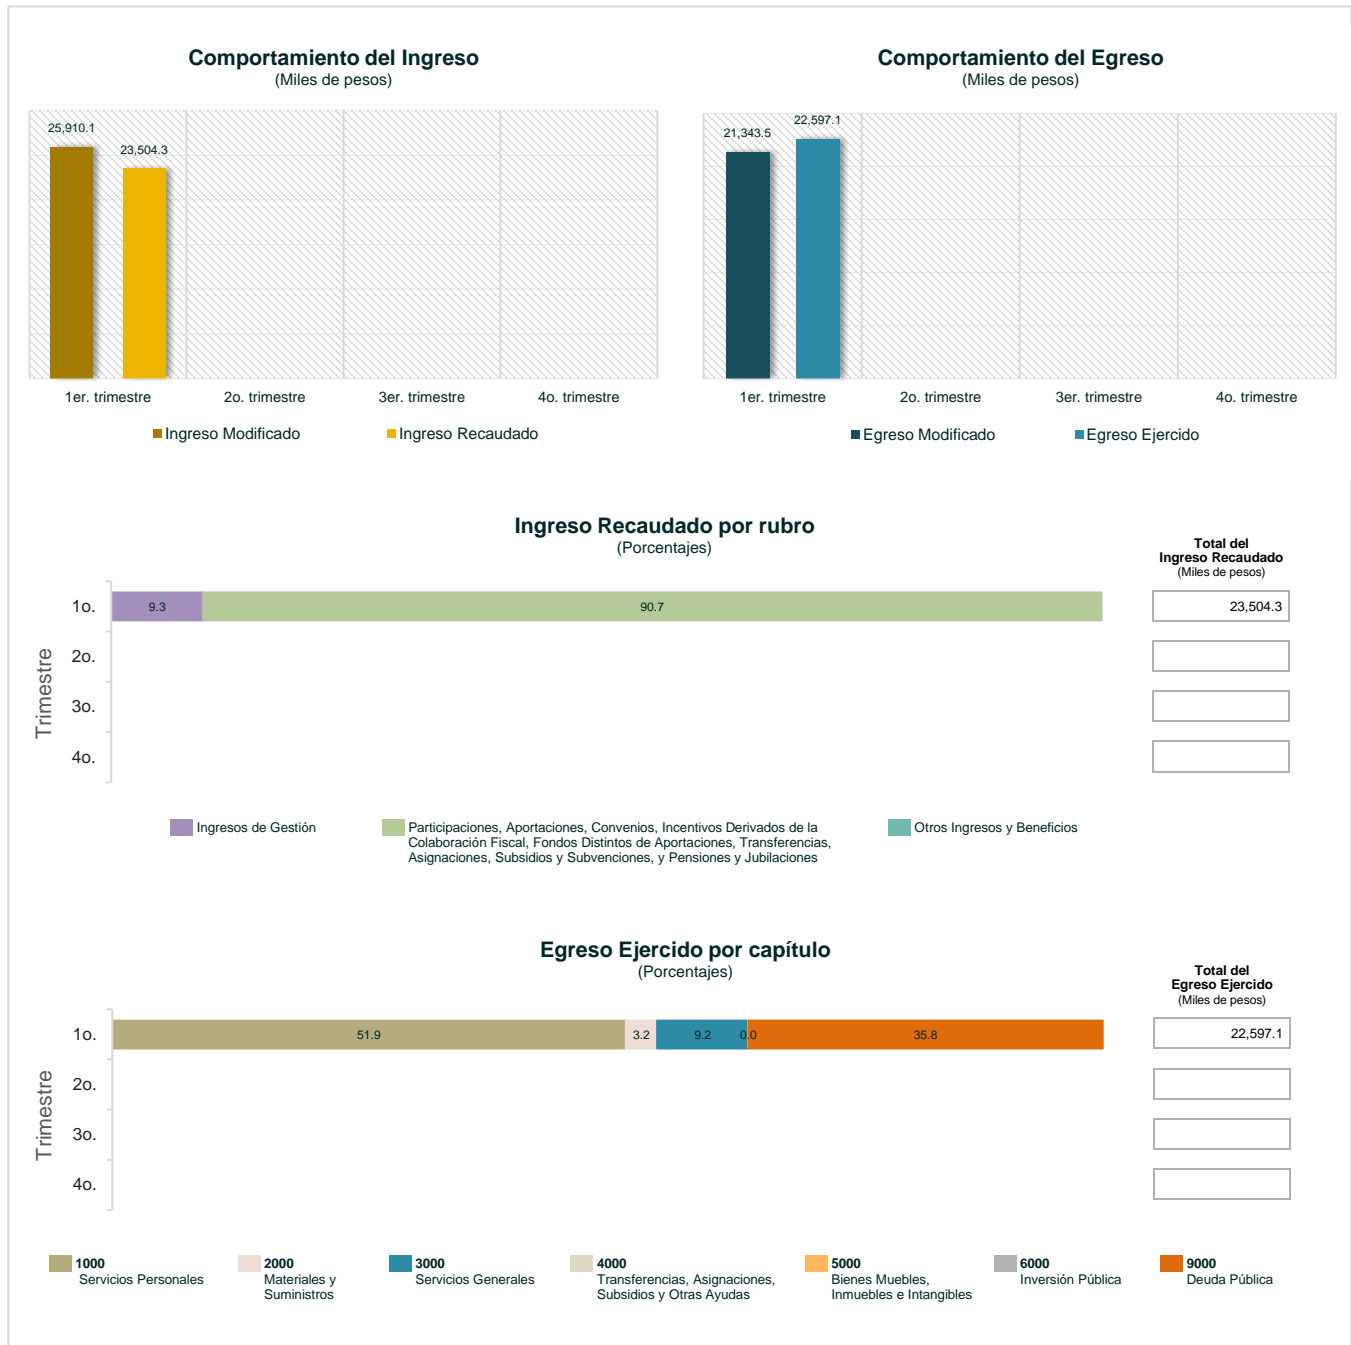 Comportamiento del Ingreso
(Miles de pesos)
25,910.1
23,504.3
1er. trimestre
2o. trimestre
3er. trimestre
4o. trimestre
Ingreso Modificado
Ingreso Recaudado
Comportamiento del Egreso
(Miles de pesos)
21,343.5
22,597.1
1er. trimestre
2o. trimestre
3er. trimestre
4o. trimestre
Egreso Modificado
Egreso Ejercido
Ingreso Recaudado por rubro
(Porcentajes)
Total del
Ingreso Recaudado
(Miles de pesos)
Trimestre
1o.
9.3
90.7
23,504.3
2o.
3o.
4o.
Ingresos de Gestión
Participaciones, Aportaciones, Convenios, Incentivos Derivados de la
Colaboración Fiscal, Fondos Distintos de Aportaciones, Transferencias,
Asignaciones, Subsidios y Subvenciones, y Pensiones y Jubilaciones
Otros Ingresos y Beneficios
Egreso Ejercido por capítulo
(Porcentajes)
Total del
Egreso Ejercido
(Miles de pesos)
Trimestre
1o.
51.9
3.2
9.2
0.0
35.8
22,597.1
2o.
3o.
4o.
1000
Servicios Personales
2000
Materiales y
Suministros
3000
Servicios Generales
4000
Transferencias, Asignaciones,
Subsidios y Otras Ayudas
5000
Bienes Muebles,
Inmuebles e Intangibles
6000
Inversión Pública
9000
Deuda Pública